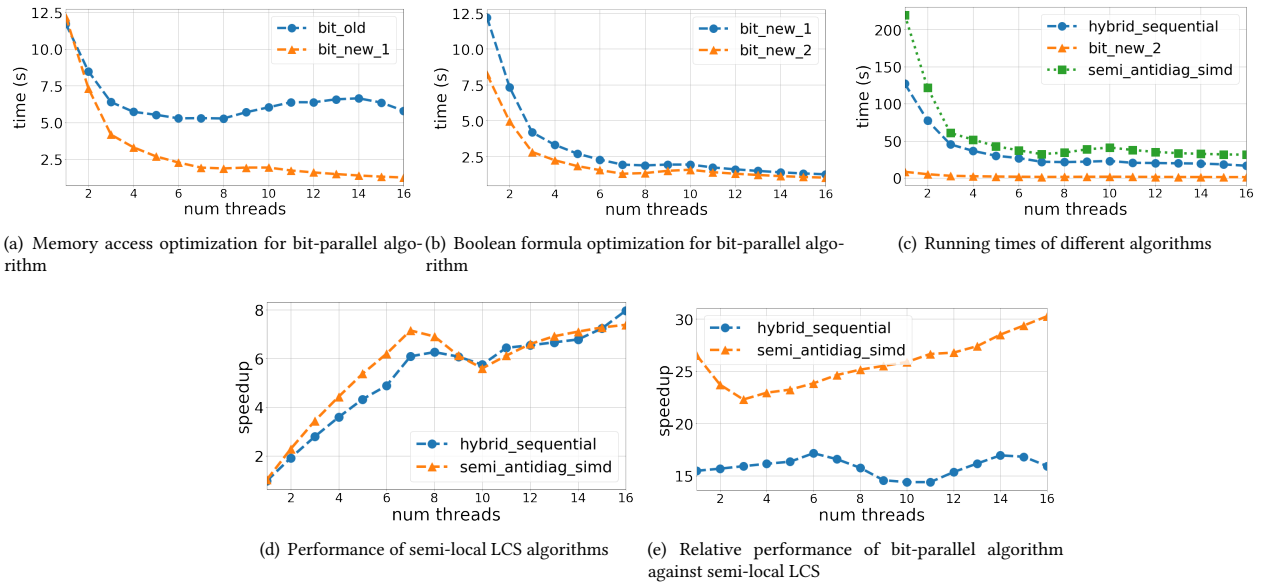 12.5
10.0
7.5
5.0
2.5
time (s)
bit_old
bit_new_1
2 4 6 8 10 12 14 16
num threads
(a) Memory access optimization for bit-parallel algo-
rithm
12.5
10.0
7.5
5.0
2.5
time (s)
bit_new_1
bit_new_2
2 4 6 8 10 12 14 16
num threads
(b) Boolean formula optimization for bit-parallel algo-
rithm
200
150
100
50
0
time (s)
hybrid_sequential
bit_new_2
semi_antidiag_simd
2 4 6 8 10 12 14 16
num threads
(c) Running times of different algorithms
8
6
4
2
speedup
hybrid_sequential
semi_antidiag_simd
2 4 6 8 10 12 14 16
num threads
(d) Performance of semi-local LCS algorithms
30
25
20
15
speedup
hybrid_sequential
semi_antidiag_simd
2 4 6 8 10 12 14 16
num threads
(e) Relative performance of bit-parallel algorithm
against semi-local LCS